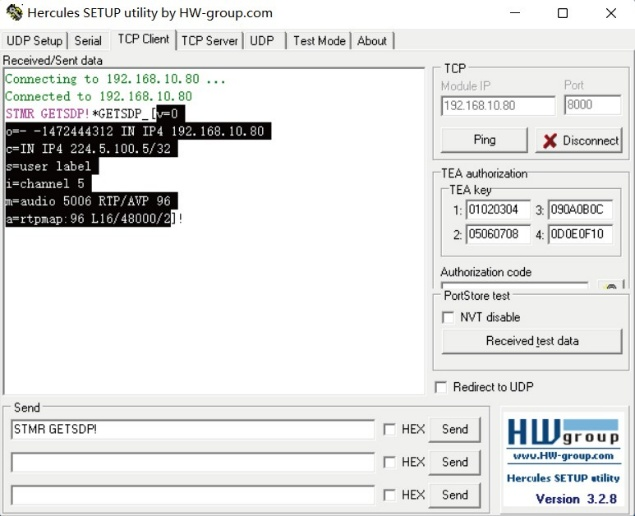 Hercules SETUP utility by HW-group.com
UDP Setup Serial TCP Client TCP Server UDP Test Mode About
Received/Sent data
Connecting to 192.168.10.80 ...
Connected to 192.168.10.80
STMR GETSDP!*GETSDP_[v=0
o=- -1472444312 IN IP4 192.168.10.80
c=IN IP4 224.5.100.5/32
s=user label
i=channel 5
m=audio 5006 RTP/AVP 96
a=rtpmap:96 L16/48000/2]!
TCP
Module IP Port
192.168.10.80 8000
Ping Disconnect
TEA authorization
TEA key
1: 01020304 3: 090A0B0C
2: 05060708 4: 0D0E0F10
Authorization code
PortStore test
NVT disable
Received test data
Redirect to UDP
Send
STMR GETSDP! HEX Send
HEX Send
HEX Send
HW group
www.HW-group.com
Hercules SETUP utility
Version 3.2.8